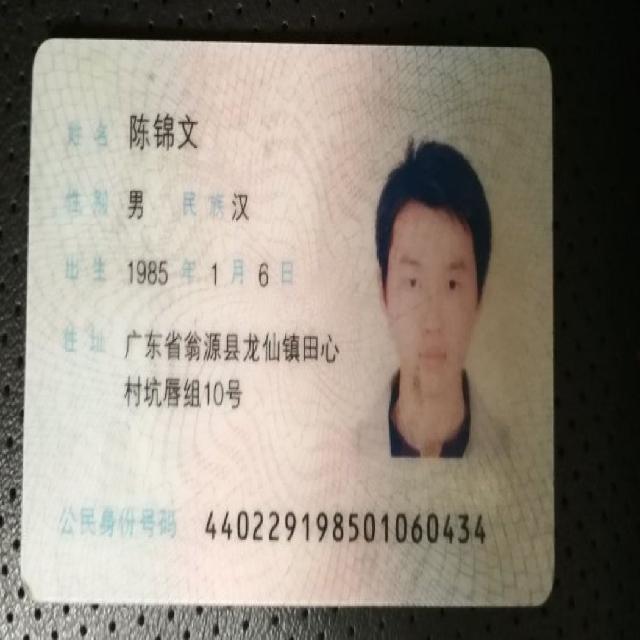 姓名 陈锦文
性别 男 民族 汉
出生 1985 年 1 月 6 日
住址 广东省翁源县龙仙镇田心
村坑唇组10号
公民身份号码 440229198501060434